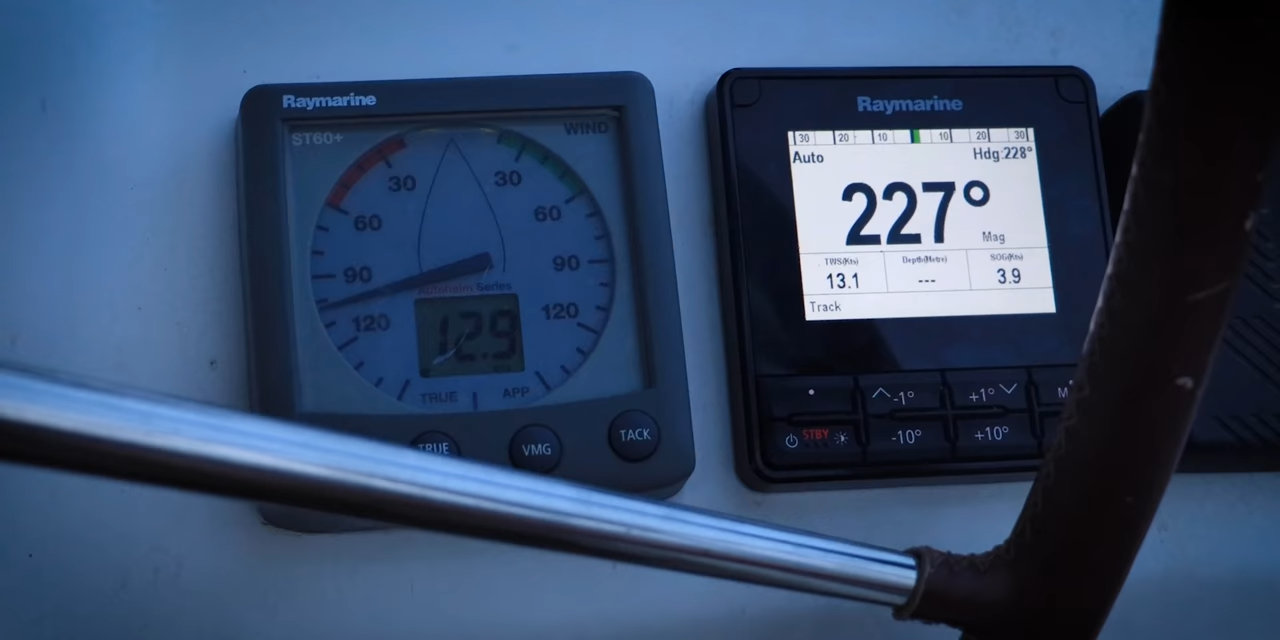 Raymarine
ST60+
WIND
30 30
60 60
90 90
Autohelm Series
120 120
12.9
TRUE APP
TRUE VMG TACK
Raymarine
30 20 10 10 20 30
Auto Hdg:228°
227°
Mag
TWS(Kts) Depth(Metre) SOG(Kts)
13.1 --- 3.9
Track
-1° +1°
STBY -10° +10°